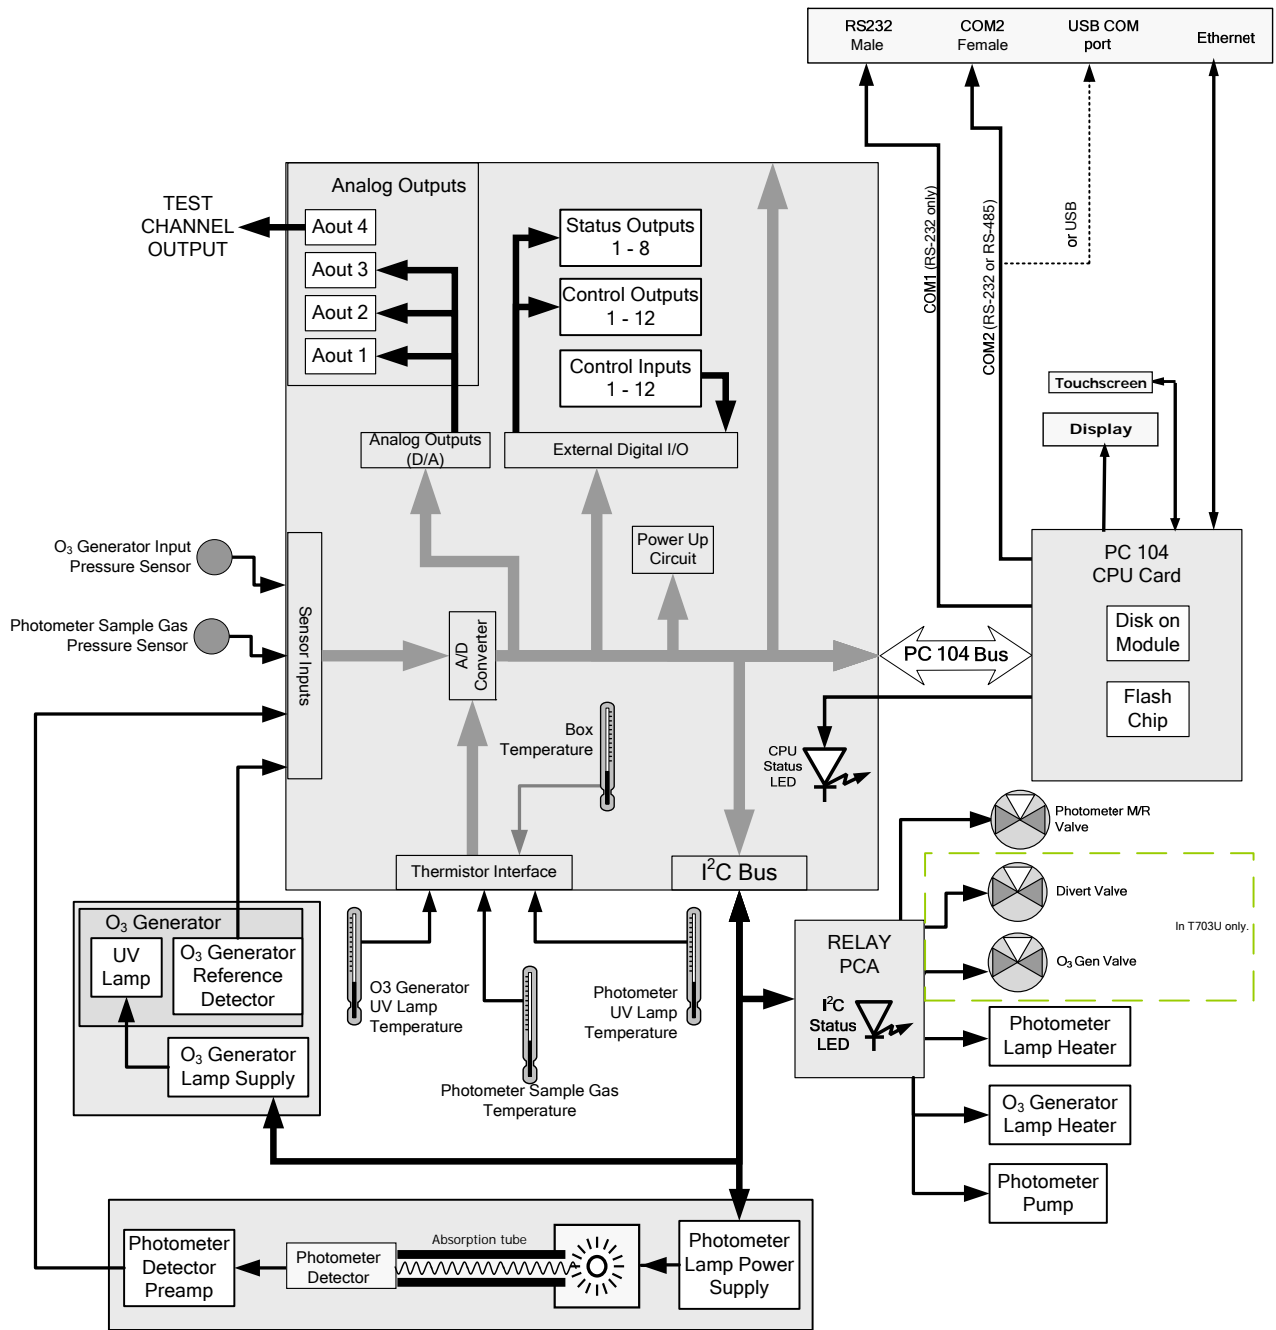 RS232
Male
COM2
Female
USB COM
port
Ethernet
COM1 (RS-232 only)
COM2 (RS-232 or RS-485)
or USB
Analog Outputs
TEST
CHANNEL
OUTPUT
Aout 4
Aout 3
Aout 2
Aout 1
Status Outputs
1 - 8
Control Outputs
1 - 12
Control Inputs
1 - 12
Analog Outputs
(D/A)
External Digital I/O
Touchscreen
Display
Power Up
Circuit
O3 Generator Input
Pressure Sensor
Photometer Sample Gas
Pressure Sensor
Sensor Inputs
A/D
Converter
PC 104 Bus
PC 104
CPU Card
Disk on
Module
Flash
Chip
Box
Temperature
CPU
Status
LED
Thermistor Interface
I2C Bus
Photometer M/R
Valve
Divert Valve
In T703U only.
O3 Gen Valve
RELAY
PCA
I2C
Status
LED
O3 Generator
UV
Lamp
O3 Generator
Reference
Detector
O3 Generator
Lamp Supply
O3 Generator
UV Lamp
Temperature
Photometer
UV Lamp
Temperature
Photometer Sample Gas
Temperature
Photometer
Lamp Heater
O3 Generator
Lamp Heater
Photometer
Pump
Photometer
Detector
Preamp
Photometer
Detector
Absorption tube
Photometer
Lamp Power
Supply